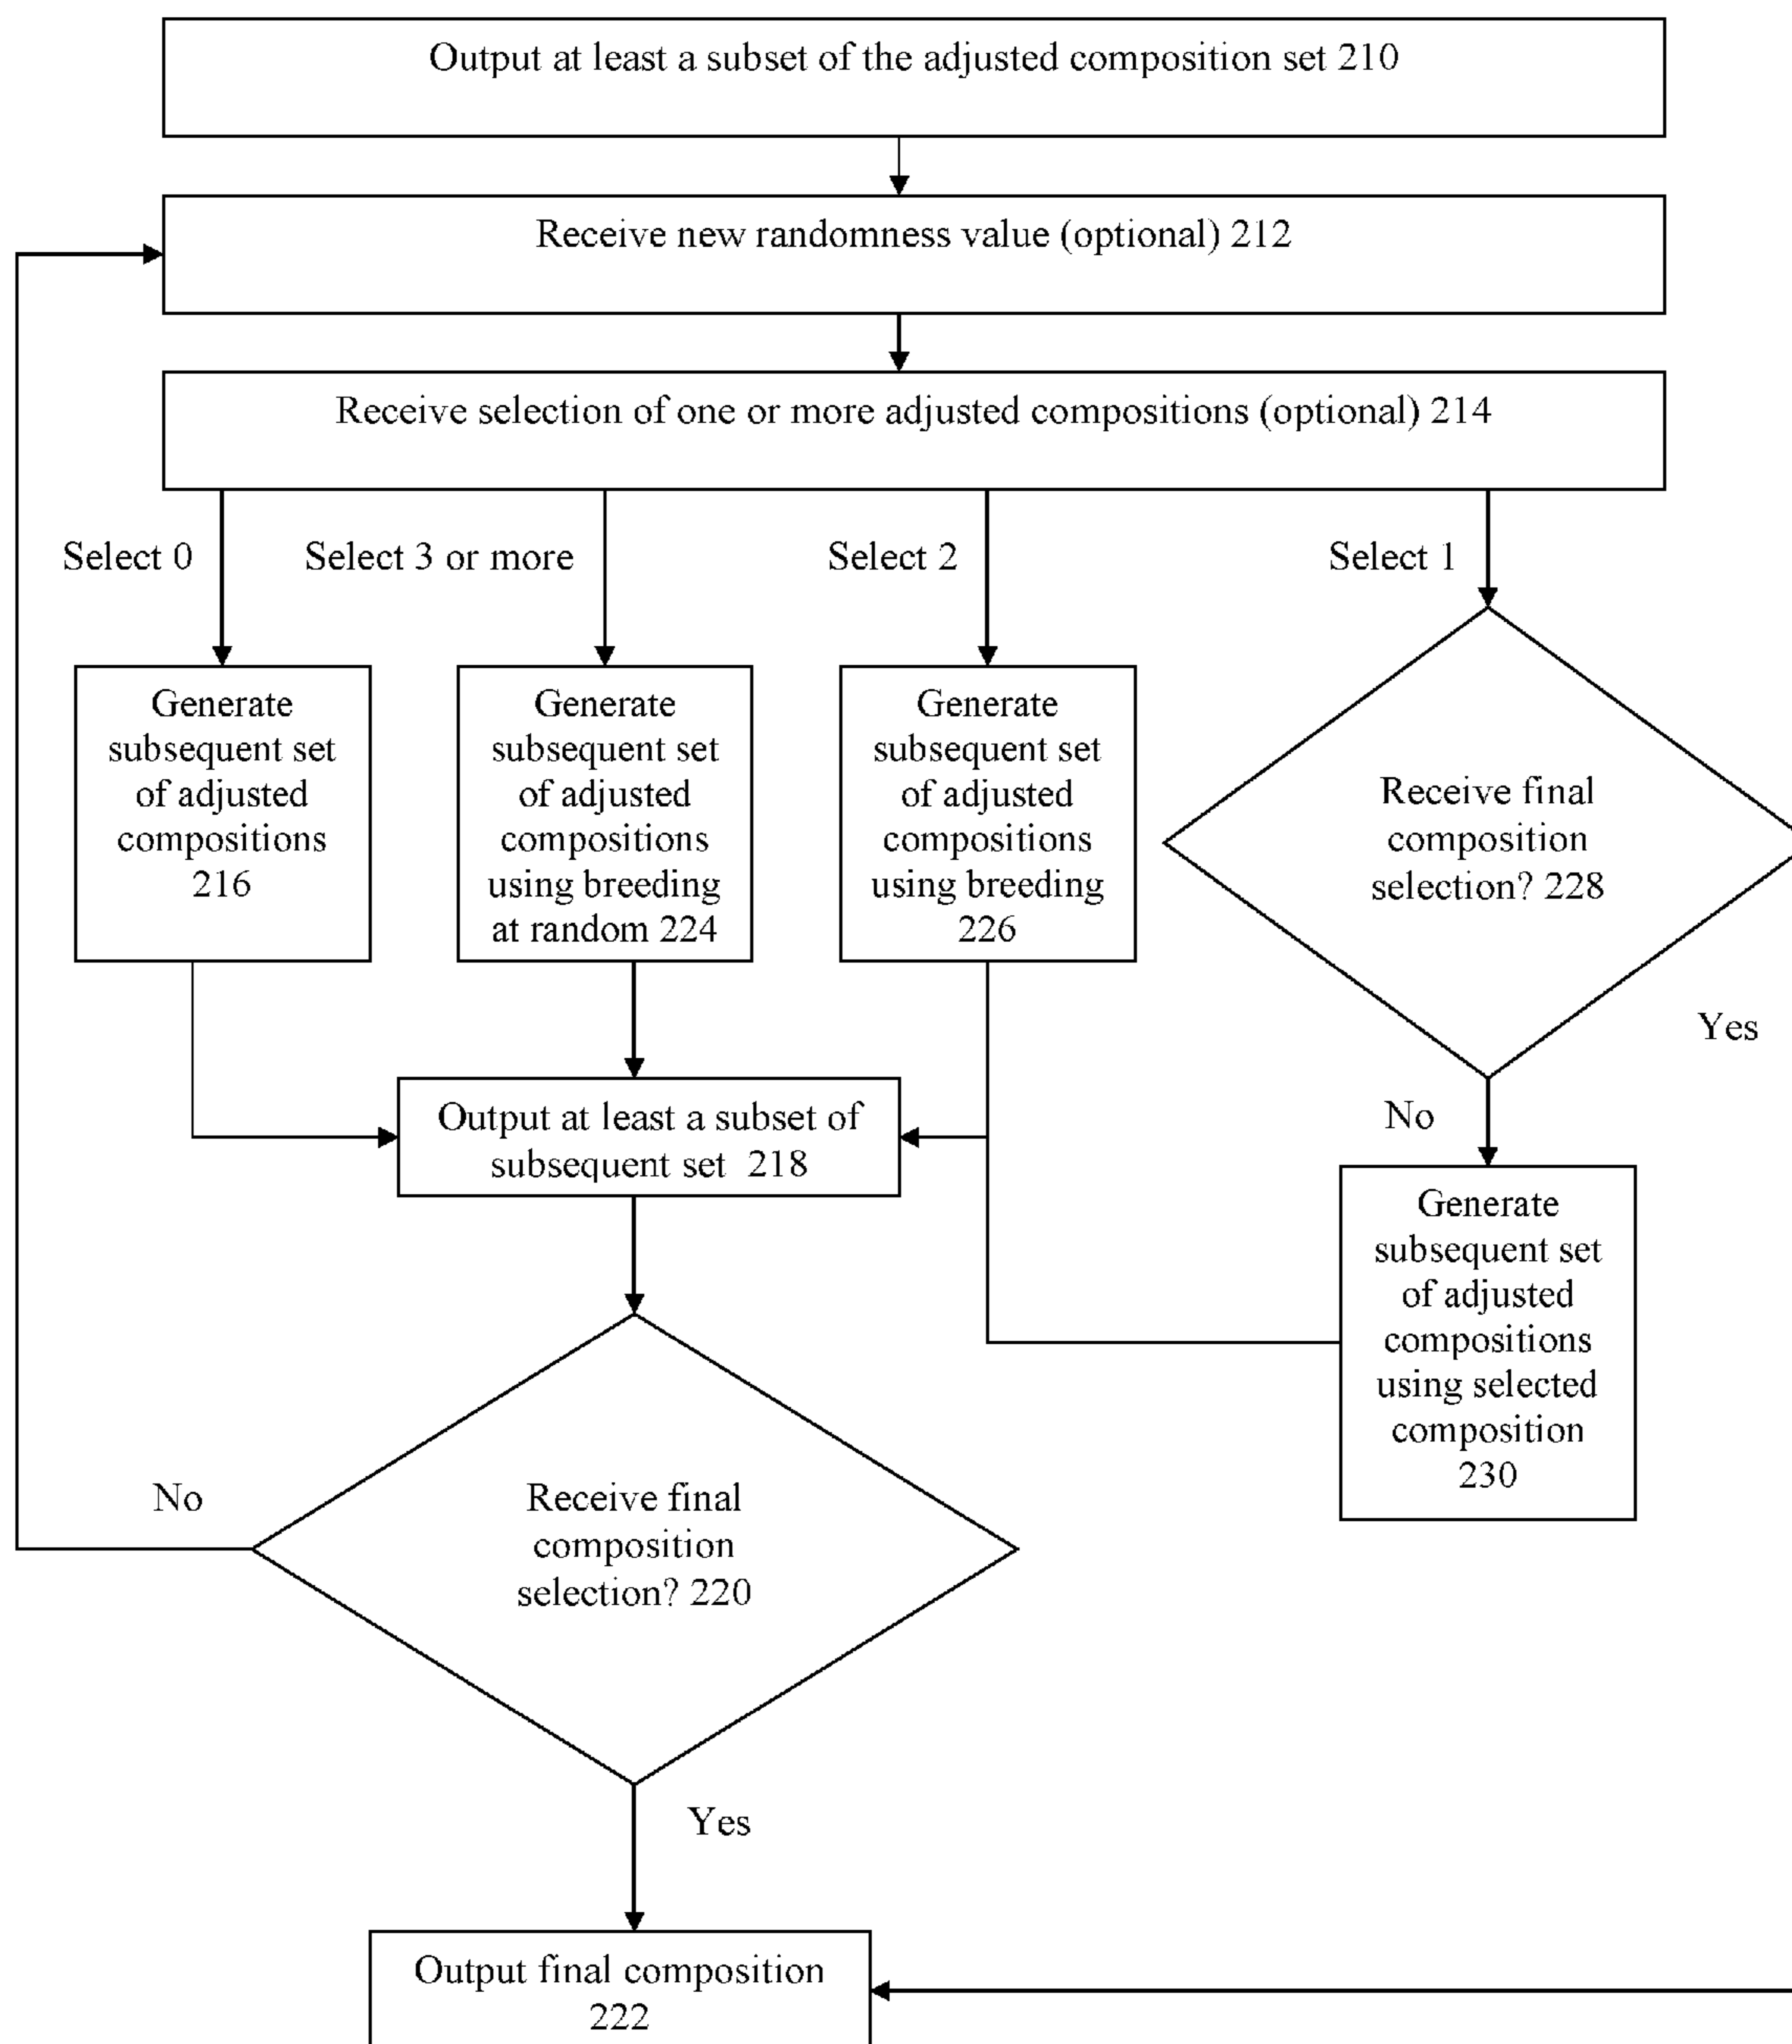 Output at least a subset of the adjusted composition set 210
Receive new randomness value (optional) 212
Receive selection of one or more adjusted compositions (optional) 214
Select 0
Select 3 or more
Select 2
Select 1
Generate
subsequent set
of adjusted
compositions
216
Generate
subsequent set
of adjusted
compositions
using breeding
at random 224
Generate
subsequent set
of adjusted
compositions
using breeding
226
Receive final
composition
selection? 228
Yes
No
Output at least a subset of
subsequent set 218
Generate
subsequent set
of adjusted
compositions
using selected
composition
230
No
Receive final
composition
selection? 220
Yes
Output final composition
222